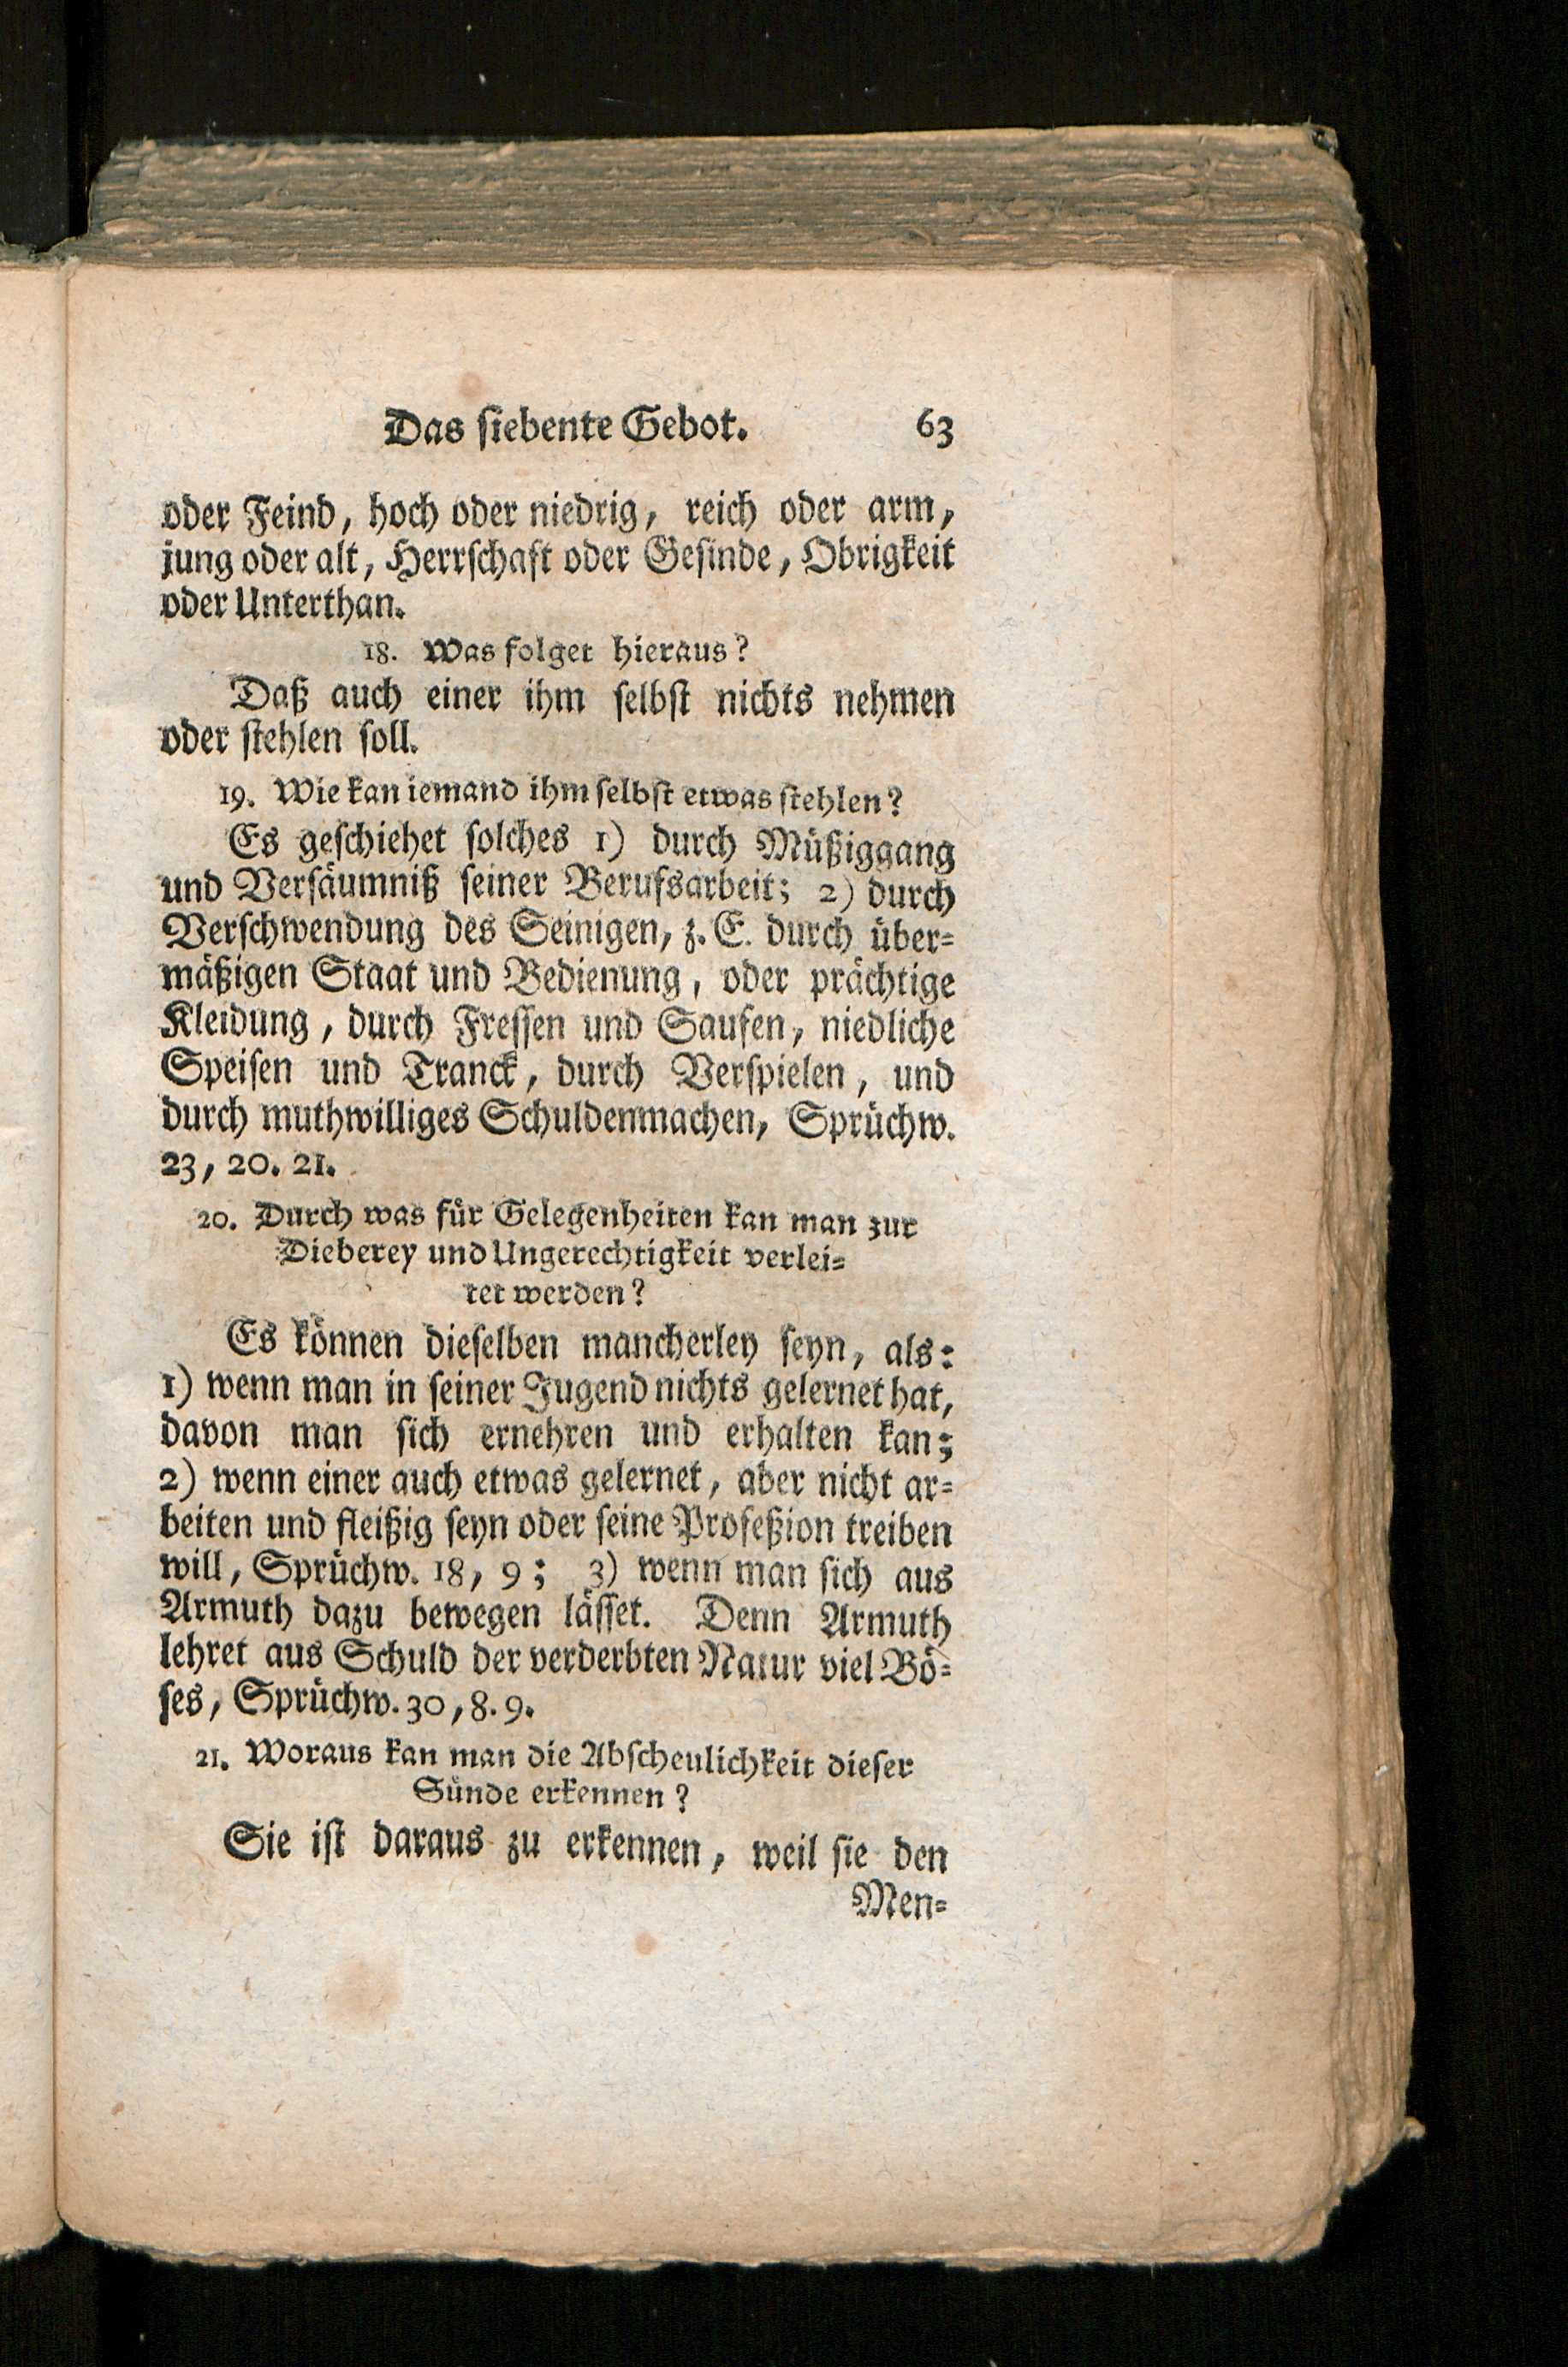 Das ſiebente Gebot. 63
oder Feind, hoch oder niedrig, reich oder arm,
jung oder alt, Herrſchaft oder Geſinde, Obrigkeit
oder Unterthan.
18. Was folget hieraus?
Daß auch einer ihm ſelbſt nichts nehmen
oder ſtehlen ſoll.
19. Wie kan iemand ihm ſelbſt etwas ſtehlen?
Es geſchiehet ſolches 1) durch Müßiggang
und Verſäumniß ſeiner Berufsarbeit; 2) durch
Verſchwendung des Seinigen, z. E. durch über-
mäßigen Staat und Bedienung, oder prächtige
Kleidung, durch Freſſen und Saufen, niedliche
Speiſen und Tranck, durch Verſpielen, und
durch muthwilliges Schuldenmachen, Sprüchw.
23, 20. 21.
20. Durch was für Gelegenheiten kan man zur
Dieberey und Ungerechtigkeit verlei-
tet werden?
Es können dieſelben mancherley ſeyn, als:
1) wenn man in ſeiner Jugend nichts gelernet hat,
davon man ſich ernehren und erhalten kan;
2) wenn einer auch etwas gelernet, aber nicht ar-
beiten und fleißig ſeyn oder ſeine Profeßion treiben
will, Sprüchw. 18, 9; 3) wenn man ſich aus
Armuth dazu bewegen läſſet. Denn Armuth
lehret aus Schuld der verderbten Natur viel Bö-
ſes, Sprüchw. 30, 8. 9.
21. Woraus kan man die Abſcheulichkeit dieſer
Sünde erkennen?
Sie iſt daraus zu erkennen, weil ſie den
Men-